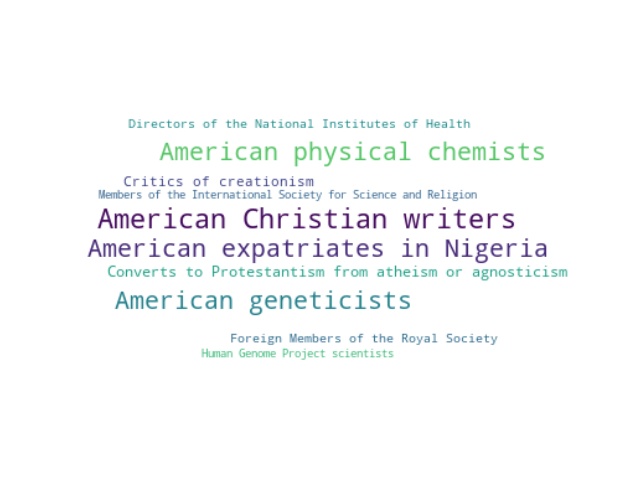 Directors of the National Institutes of Health
American physical chemists
Critics of creationism
Members of the International Society for Science and Religion
American Christian writers
American expatriates in Nigeria
Converts to Protestantism from atheism or agnosticism
American geneticists
Foreign Members of the Royal Society
Human Genome Project scientists